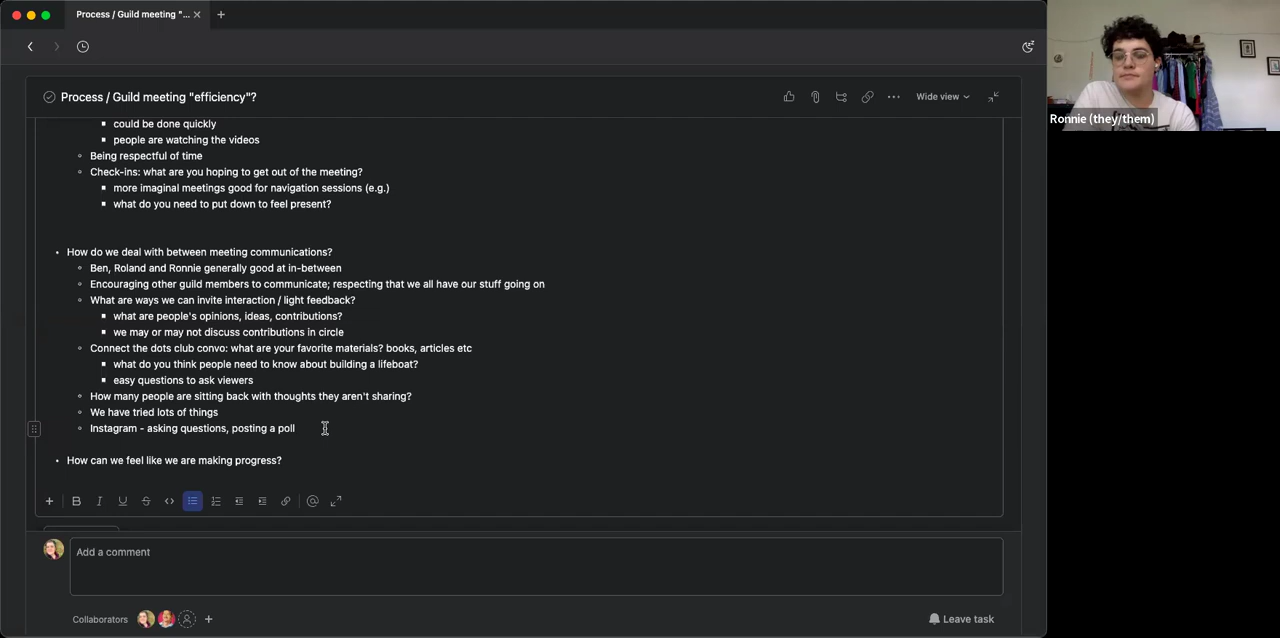 Process / Guild meeting "...
Process / Guild meeting "efficiency"?
Wide view
could be done quickly
people are watching the videos
Being respectful of time
Check-ins: what are you hoping to get out of the meeting?
more imaginal meetings good for navigation sessions (e.g.)
what do you need to put down to feel present?
How do we deal with between meeting communications?
Ben, Roland and Ronnie generally good at in-between
Encouraging other guild members to communicate; respecting that we all have our stuff going on
What are ways we can invite interaction / light feedback?
what are people's opinions, ideas, contributions?
we may or may not discuss contributions in circle
Connect the dots club convo: what are your favorite materials? books, articles etc
what do you think people need to know about building a lifeboat?
easy questions to ask viewers
How many people are sitting back with thoughts they aren't sharing?
We have tried lots of things
Instagram - asking questions, posting a poll
How can we feel like we are making progress?
B I U S
Add a comment
Collaborators
Leave task
Ronnie (they/them)